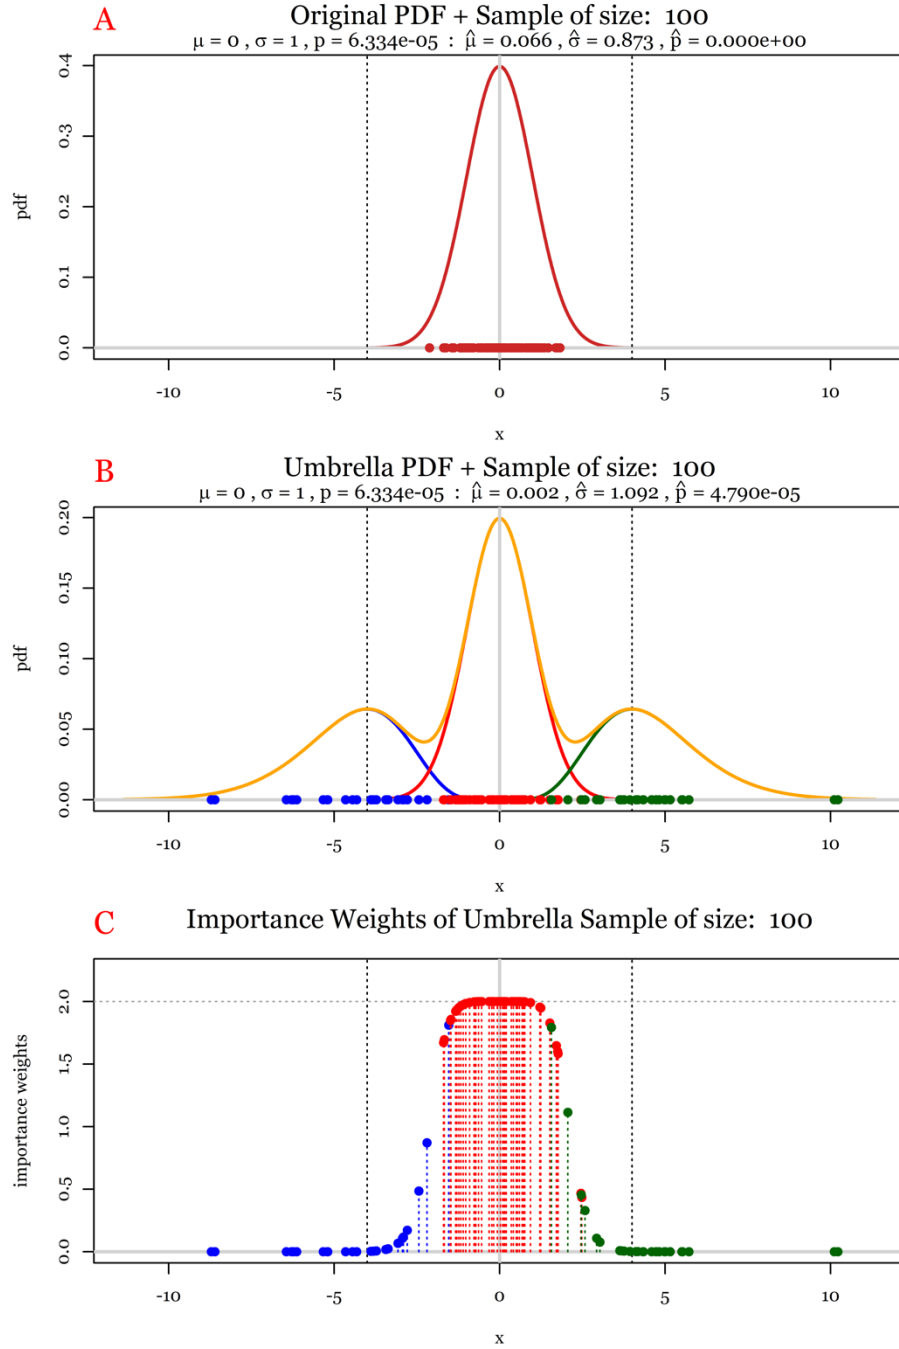 A
Original PDF + Sample of size: 100
μ = 0 , σ = 1 , p = 6.334e-05 : μ̂ = 0.066 , σ̂ = 0.873 , p̂ = 0.000e+00
pdf
0.4
0.3
0.2
0.1
0.0
-10 -5 0 5 10
x
B
Umbrella PDF + Sample of size: 100
μ = 0 , σ = 1 , p = 6.334e-05 : μ̂ = 0.002 , σ̂ = 1.092 , p̂ = 4.790e-05
pdf
0.20
0.15
0.10
0.05
0.00
-10 -5 0 5 10
x
C
Importance Weights of Umbrella Sample of size: 100
importance weights
2.0
1.5
1.0
0.5
0.0
-10 -5 0 5 10
x